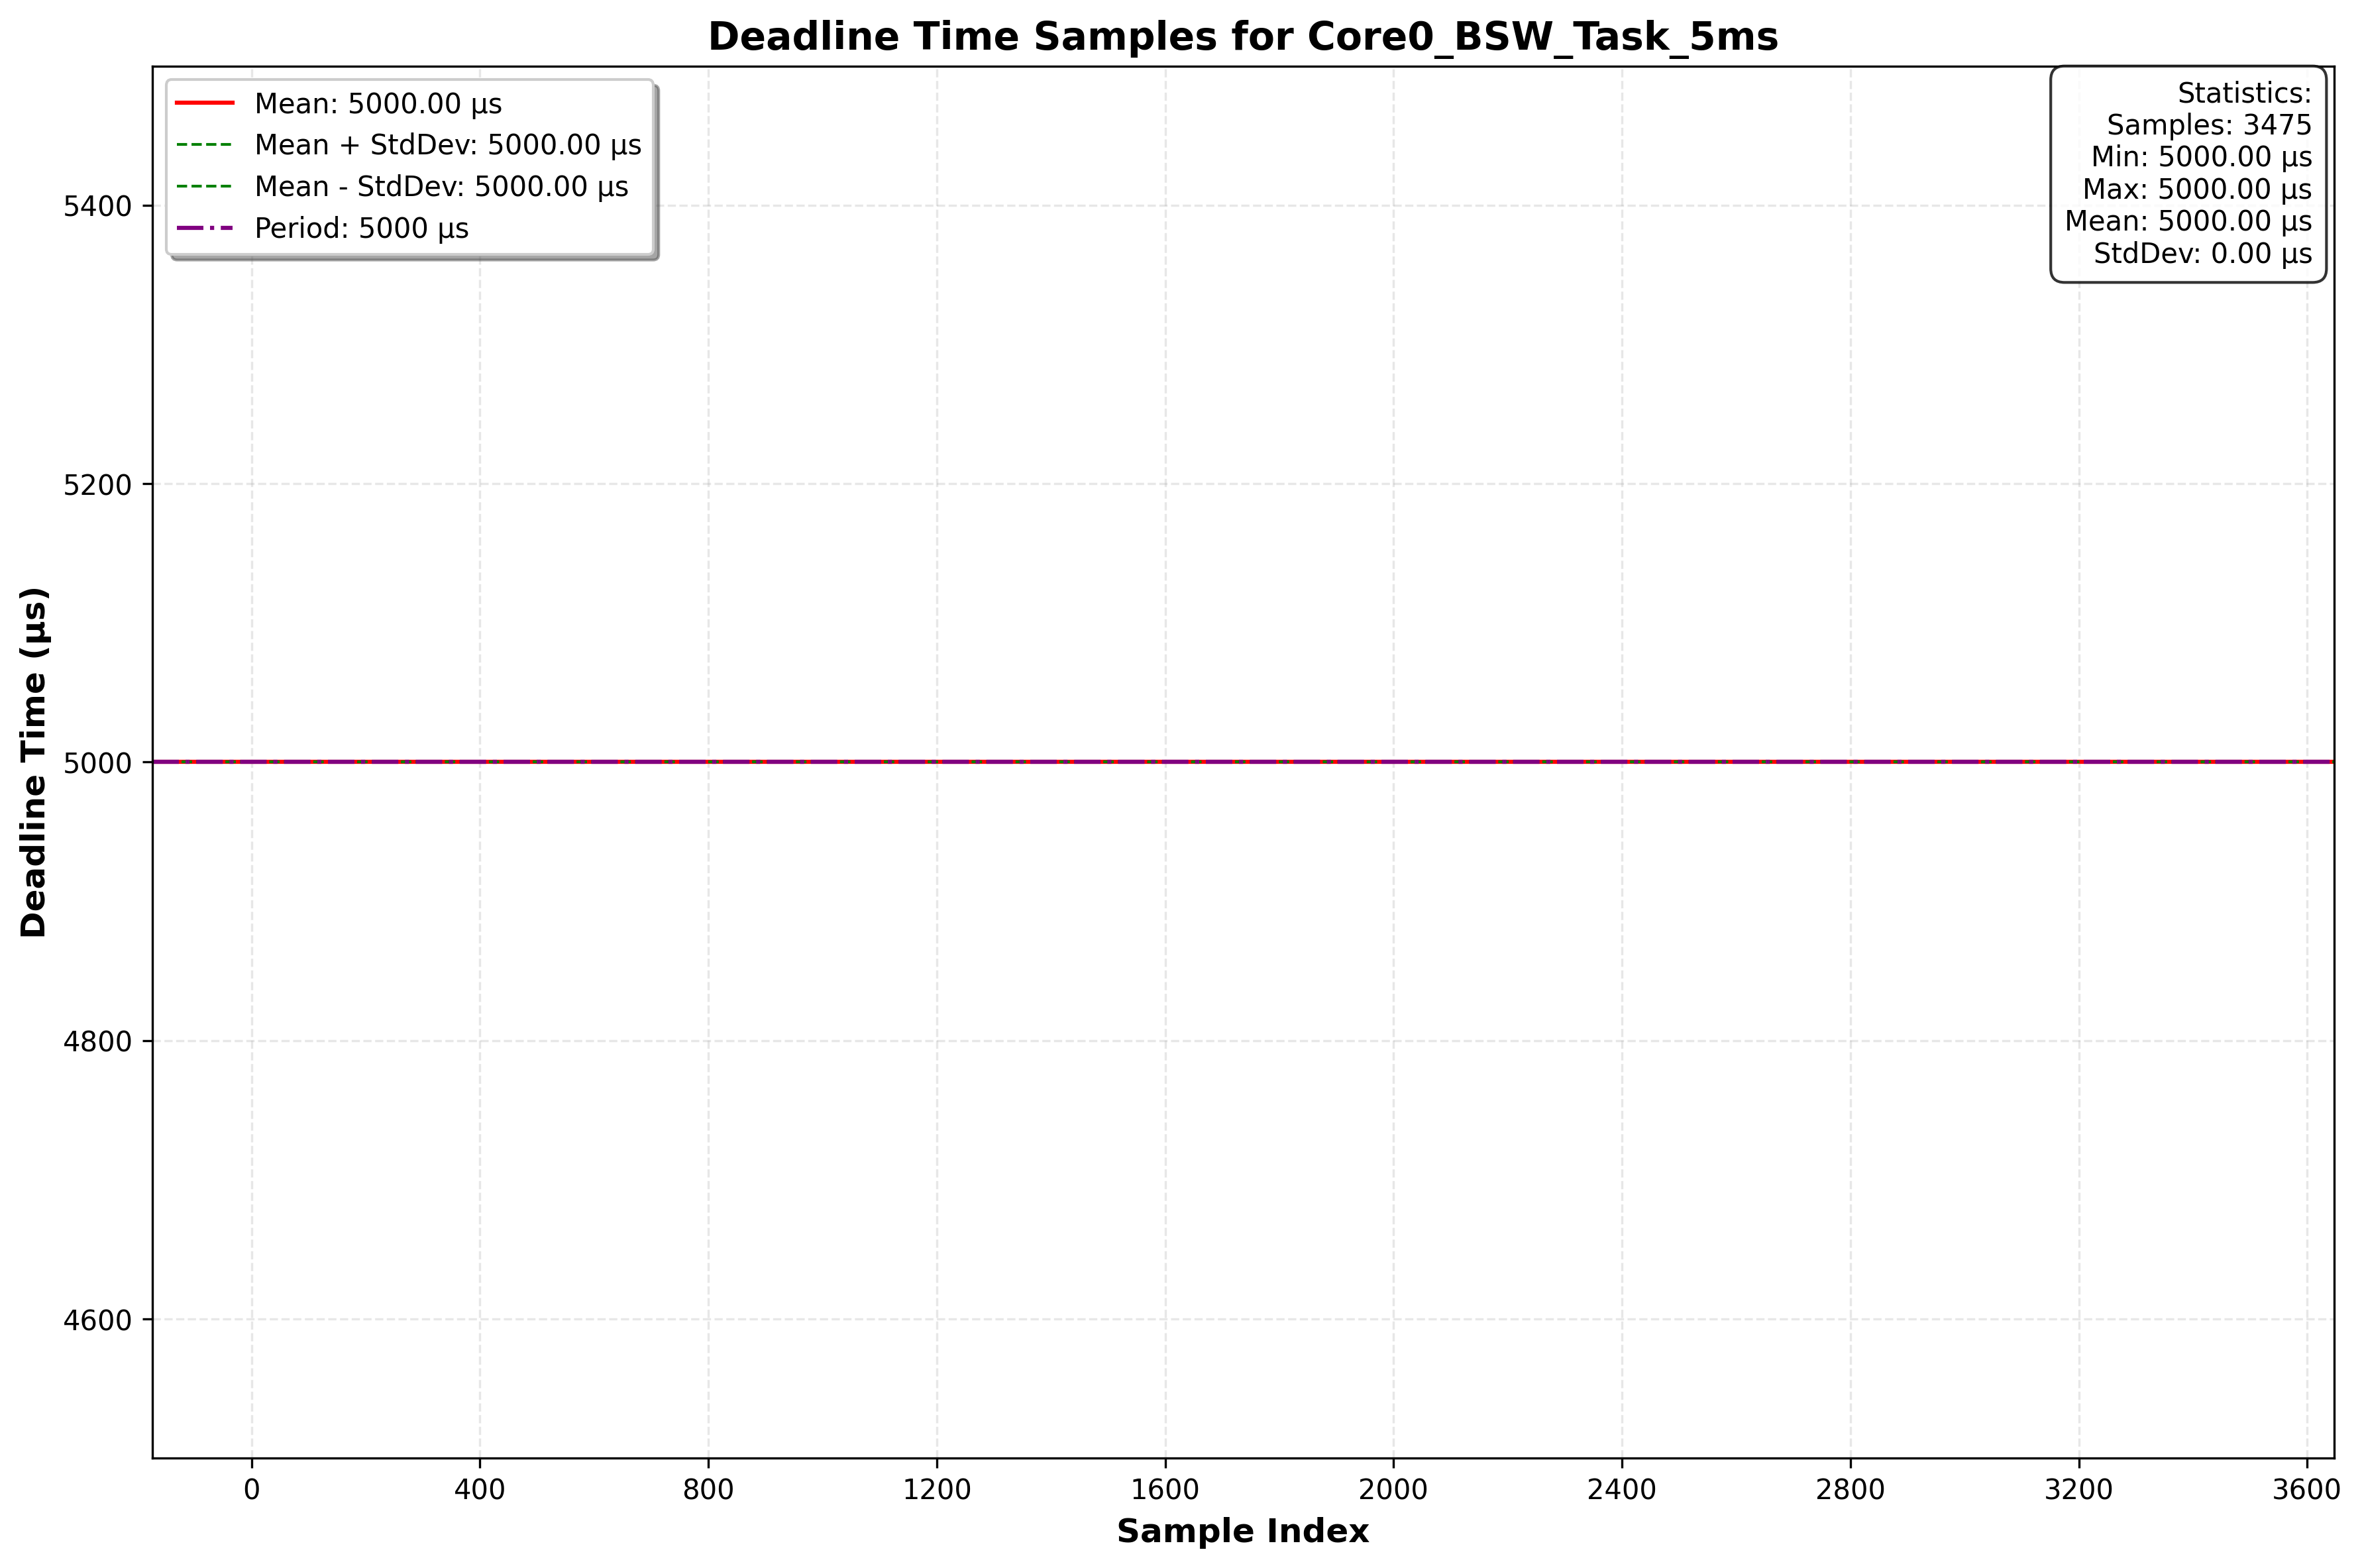 Deadline Time Samples for Core0_BSW_Task_5ms
Mean: 5000.00 µs
Mean + StdDev: 5000.00 µs
Mean - StdDev: 5000.00 µs
Period: 5000 µs
Statistics:
Samples: 3475
Min: 5000.00 µs
Max: 5000.00 µs
Mean: 5000.00 µs
StdDev: 0.00 µs
Deadline Time (µs)
5400
5200
5000
4800
4600
0 400 800 1200 1600 2000 2400 2800 3200 3600
Sample Index